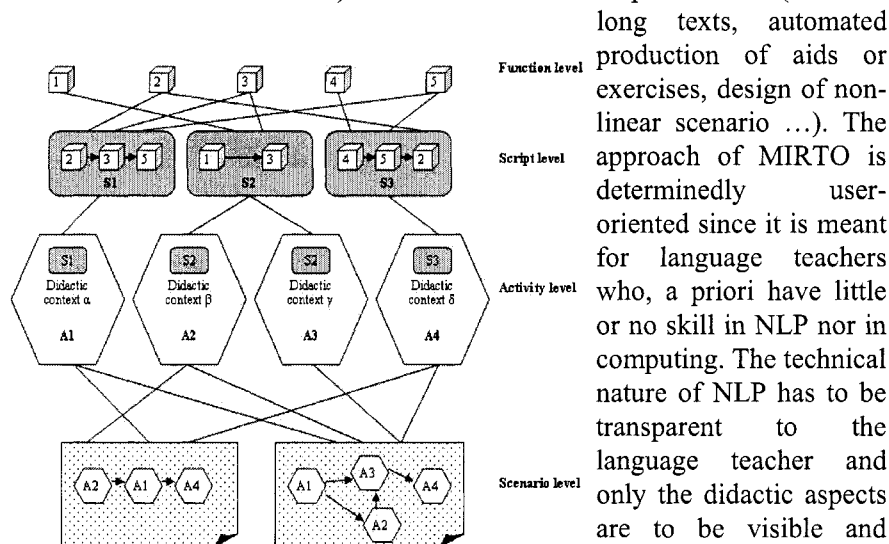 1 2 3 4 5 Function level
2 3 5 1 3 4 5 2 Script level
S1 S2 S3
S1 S2 S2 S3
Didactic Didactic Didactic Didactic
context α context β context γ context δ Activity level
A1 A2 A3 A4
A2 A1 A4 A1 A3 A4 Scenario level
A2
long texts, automated
production of aids or
exercises, design of non-
linear scenario ...). The
approach of MIRTO is
determinedly user-
oriented since it is meant
for language teachers
who, a priori have little
or no skill in NLP nor in
computing. The technical
nature of NLP has to be
transparent to the
language teacher and
only the didactic aspects
are to be visible and